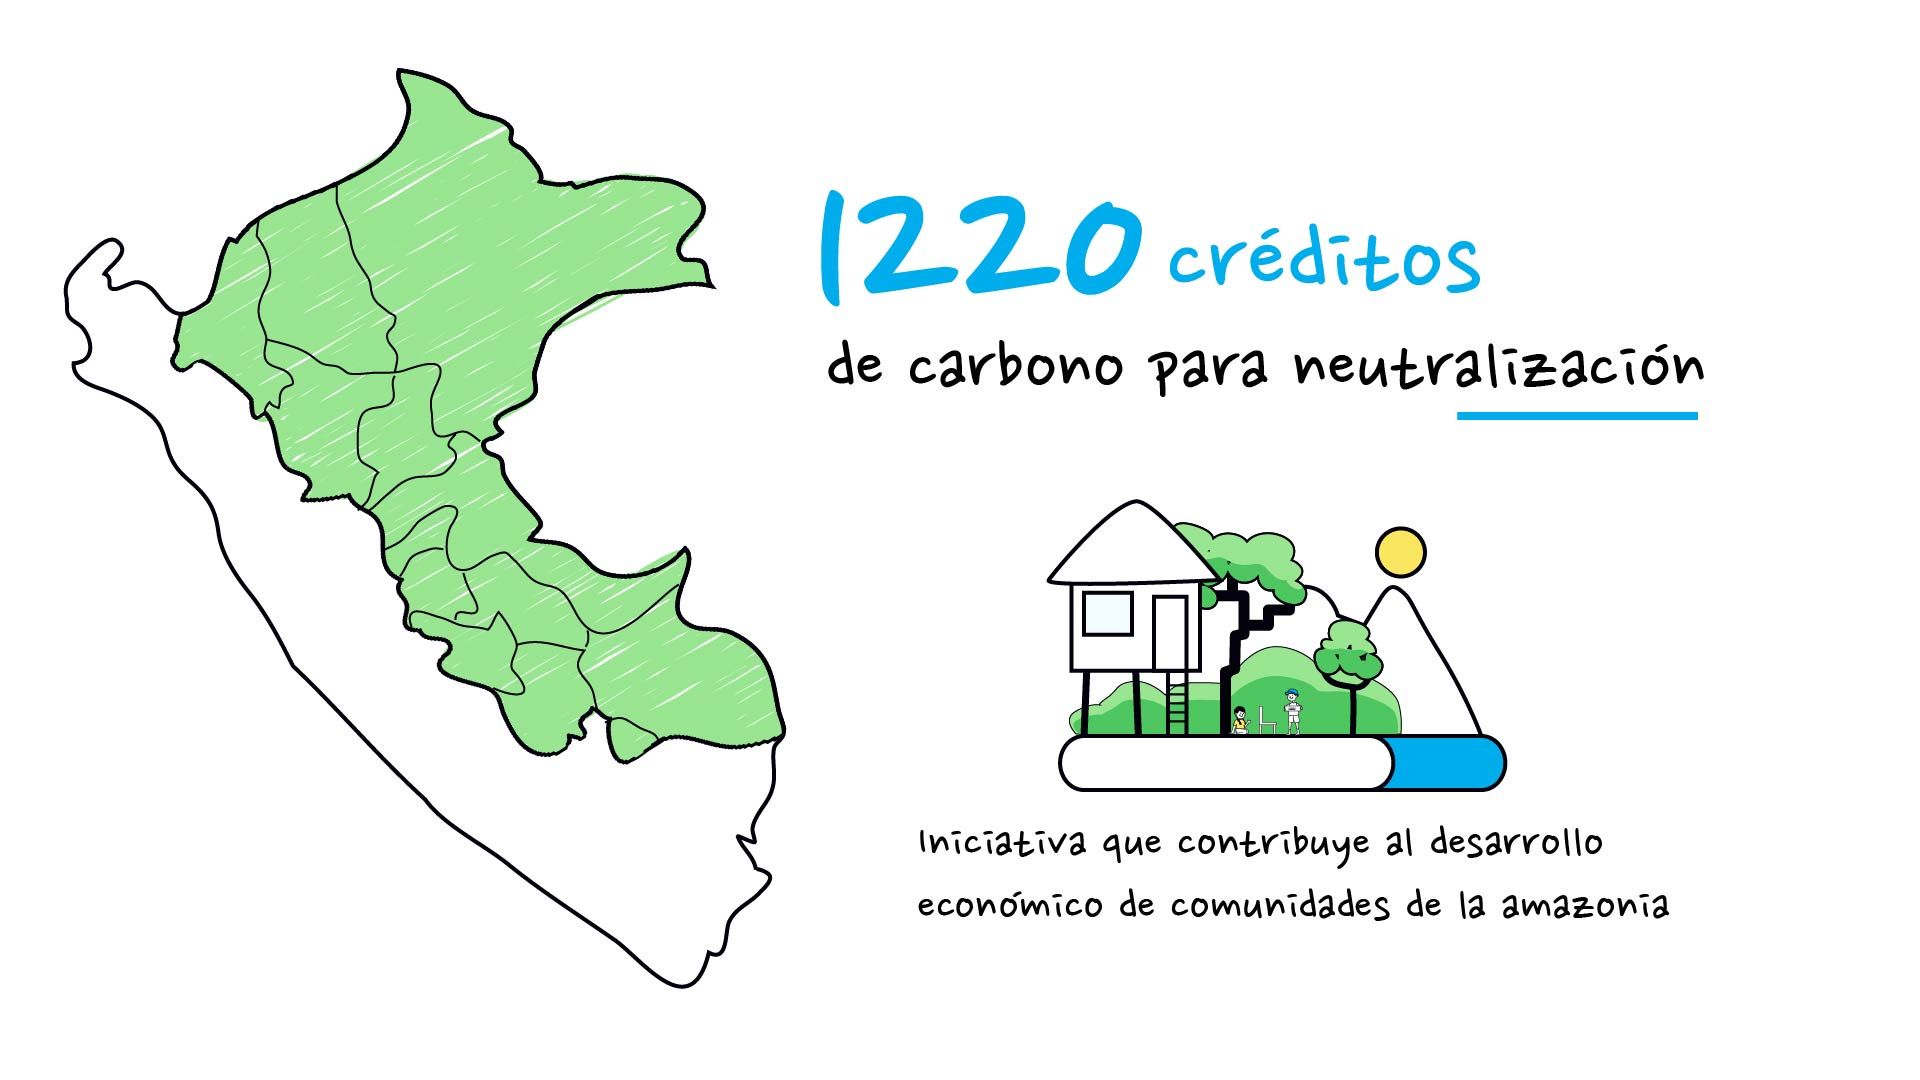 1220 créditos
de carbono para neutralización
Iniciativa que contribuye al desarrollo
económico de comunidades de la amazonia